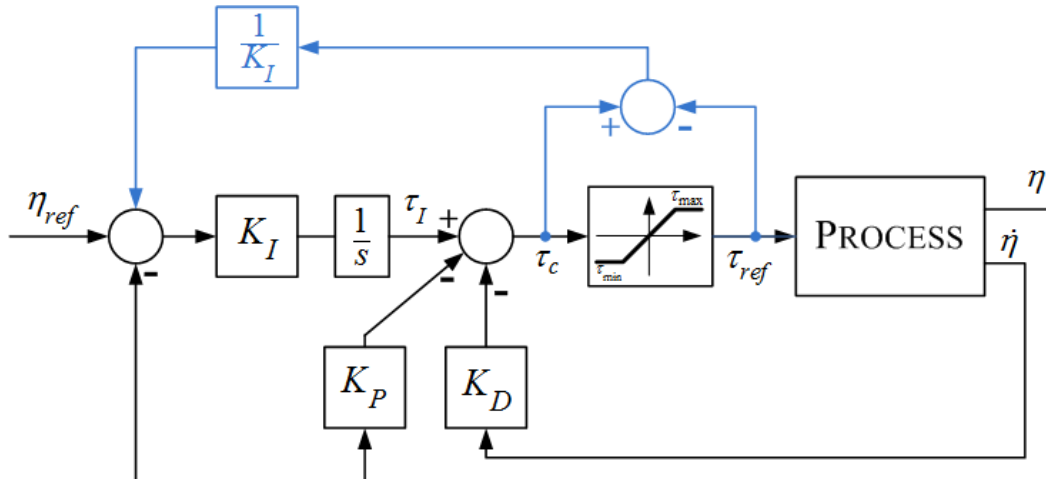 1
K_I
+
-
η_ref
-
K_I
1
s
τ_I
+
-
-
τ_c
τ_max
τ_min
τ_ref
PROCESS
η
η̇
K_P
K_D